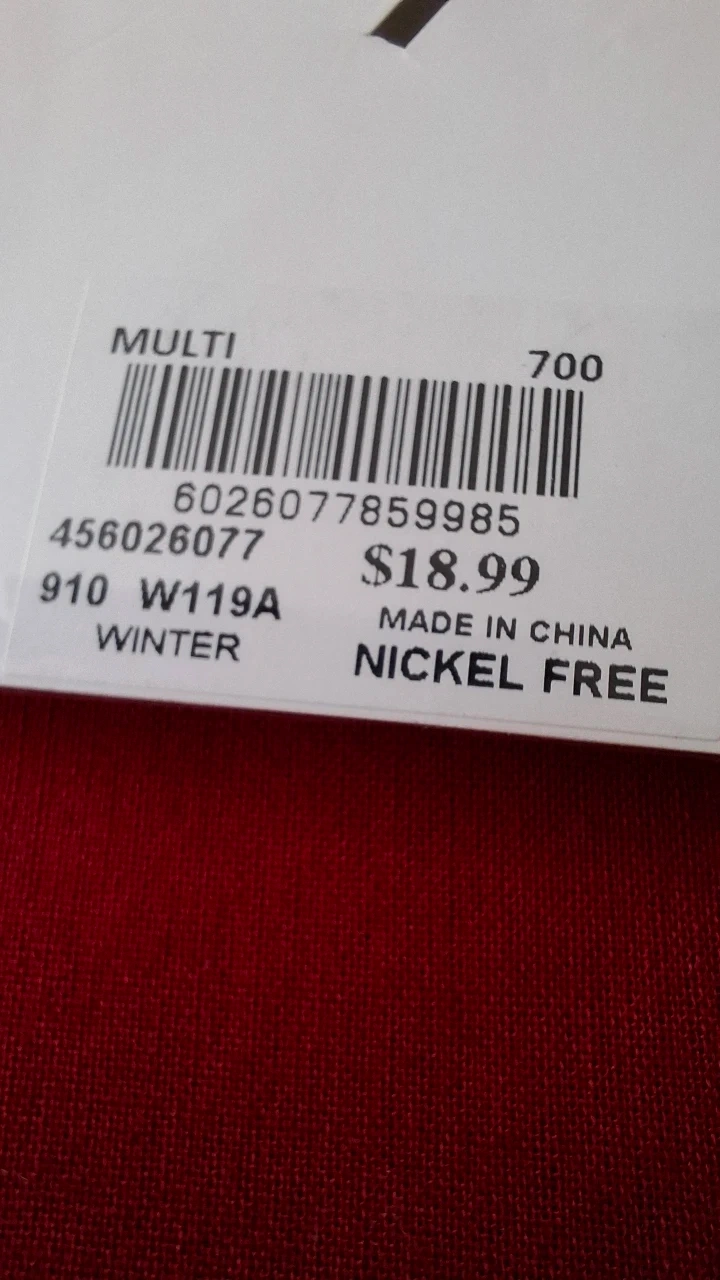 MULTI 700
6026077859985
456026077 $18.99
910 W119A MADE IN CHINA
WINTER NICKEL FREE